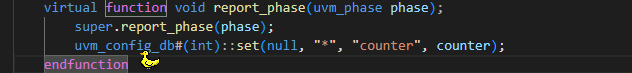 virtual function void report_phase(uvm_phase phase);
super.report_phase(phase);
uvm_config_db#(int)::set(null, "*", "counter", counter);
endfunction